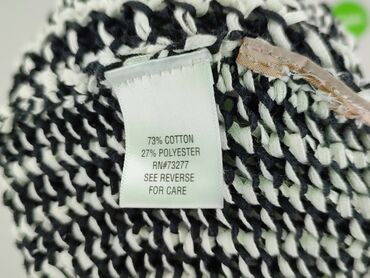 73% COTTON
27% POLYESTER
RN#73277
SEE REVERSE
FOR CARE